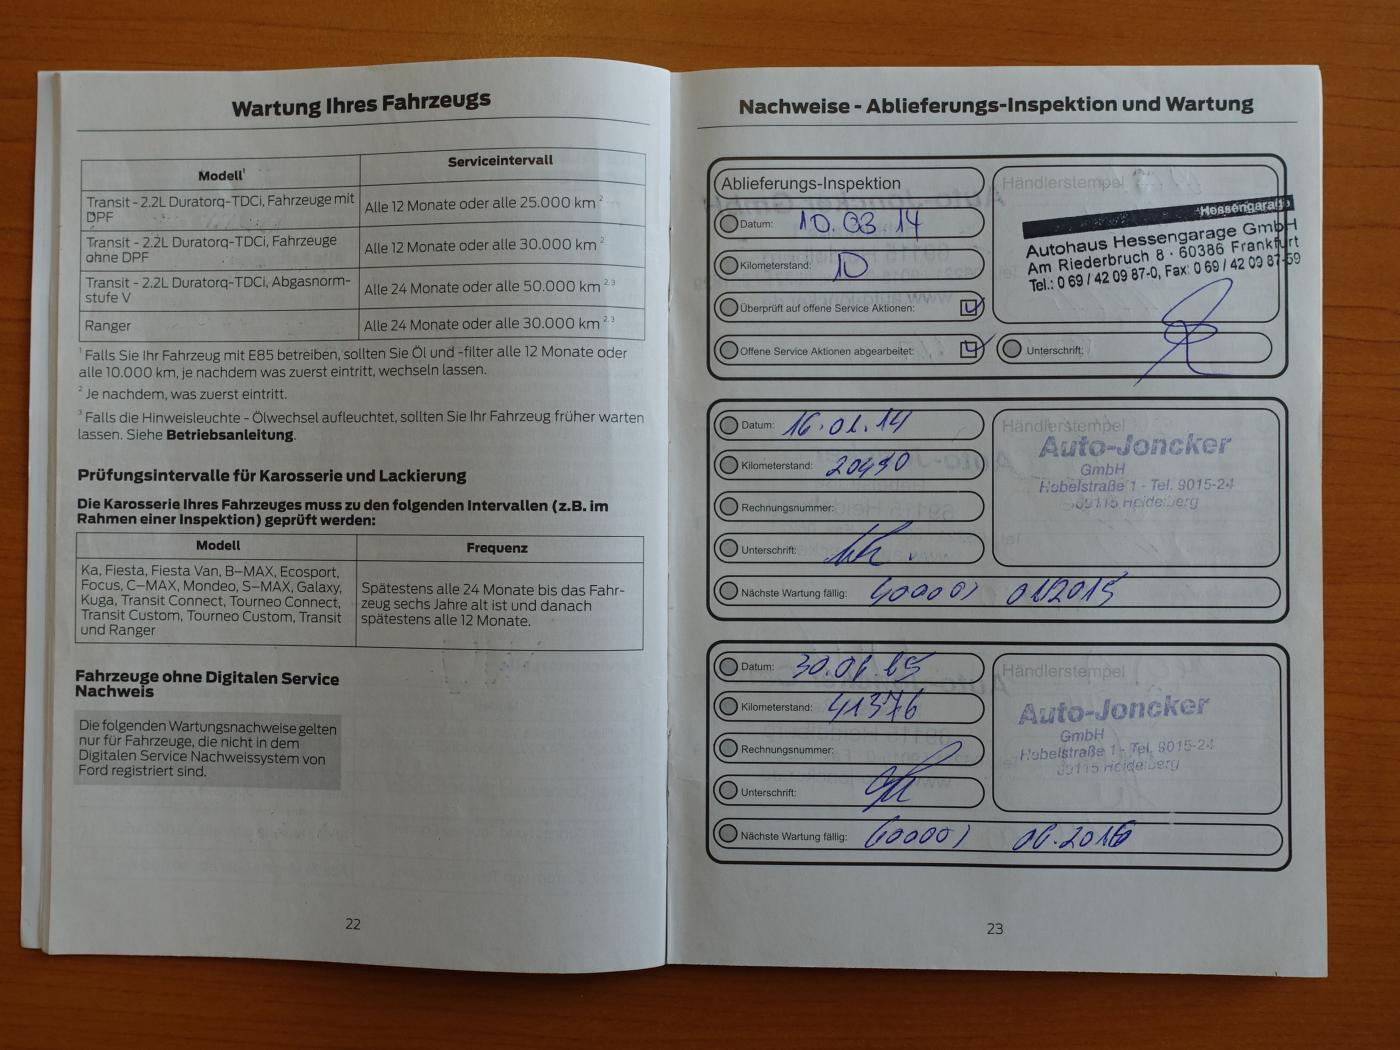 Wartung Ihres Fahrzeugs
Modell¹ Serviceintervall
Transit - 2.2L Duratorq-TDCi, Fahrzeuge mit
DPF
Alle 12 Monate oder alle 25.000 km ²
Transit - 2.2L Duratorq-TDCi, Fahrzeuge
ohne DPF
Alle 12 Monate oder alle 30.000 km ²
Transit - 2.2L Duratorq-TDCi, Abgasnorm-
stufe V
Alle 24 Monate oder alle 50.000 km ²,³
Ranger
Alle 24 Monate oder alle 30.000 km ²,³
¹ Falls Sie Ihr Fahrzeug mit E85 betreiben, sollten Sie Öl und -filter alle 12 Monate oder
alle 10.000 km, je nachdem was zuerst eintritt, wechseln lassen.
² Je nachdem, was zuerst eintritt.
³ Falls die Hinweisleuchte - Ölwechsel aufleuchtet, sollten Sie Ihr Fahrzeug früher warten
lassen. Siehe Betriebsanleitung.
Prüfungsintervalle für Karosserie und Lackierung
Die Karosserie Ihres Fahrzeuges muss zu den folgenden Intervallen (z.B. im
Rahmen einer Inspektion) geprüft werden:
Modell Frequenz
Ka, Fiesta, Fiesta Van, B-MAX, Ecosport,
Focus, C-MAX, Mondeo, S-MAX, Galaxy,
Kuga, Transit Connect, Tourneo Connect,
Transit Custom, Tourneo Custom, Transit
und Ranger
Spätestens alle 24 Monate bis das Fahr-
zeug sechs Jahre alt ist und danach
spätestens alle 12 Monate.
Fahrzeuge ohne Digitalen Service
Nachweis
Die folgenden Wartungsnachweise gelten
nur für Fahrzeuge, die nicht in dem
Digitalen Service Nachweissystem von
Ford registriert sind.
22
Nachweise - Ablieferungs-Inspektion und Wartung
Ablieferungs-Inspektion
Datum: 10.03.14
Kilometerstand: 10
Überprüft auf offene Service Aktionen:
Offene Service Aktionen abgearbeitet:
Händlerstempel
Hessengarage
Autohaus Hessengarage GmbH
Am Riederbruch 8 · 60386 Frankfurt
Tel.: 0 69 / 42 09 87-0, Fax: 0 69 / 42 09 87-59
Unterschrift:
Datum:
Kilometerstand: 20490
Rechnungsnummer:
Unterschrift:
Nächste Wartung fällig:
Händlerstempel
Auto-Joncker
GmbH
Hebelstraße 1 - Tel. 9015-24
69115 Heidelberg
Datum:
Kilometerstand: 41376
Rechnungsnummer:
Unterschrift:
Nächste Wartung fällig:
Händlerstempel
Auto-Joncker
GmbH
Hebelstraße 1 - Tel. 9015-24
69115 Heidelberg
23